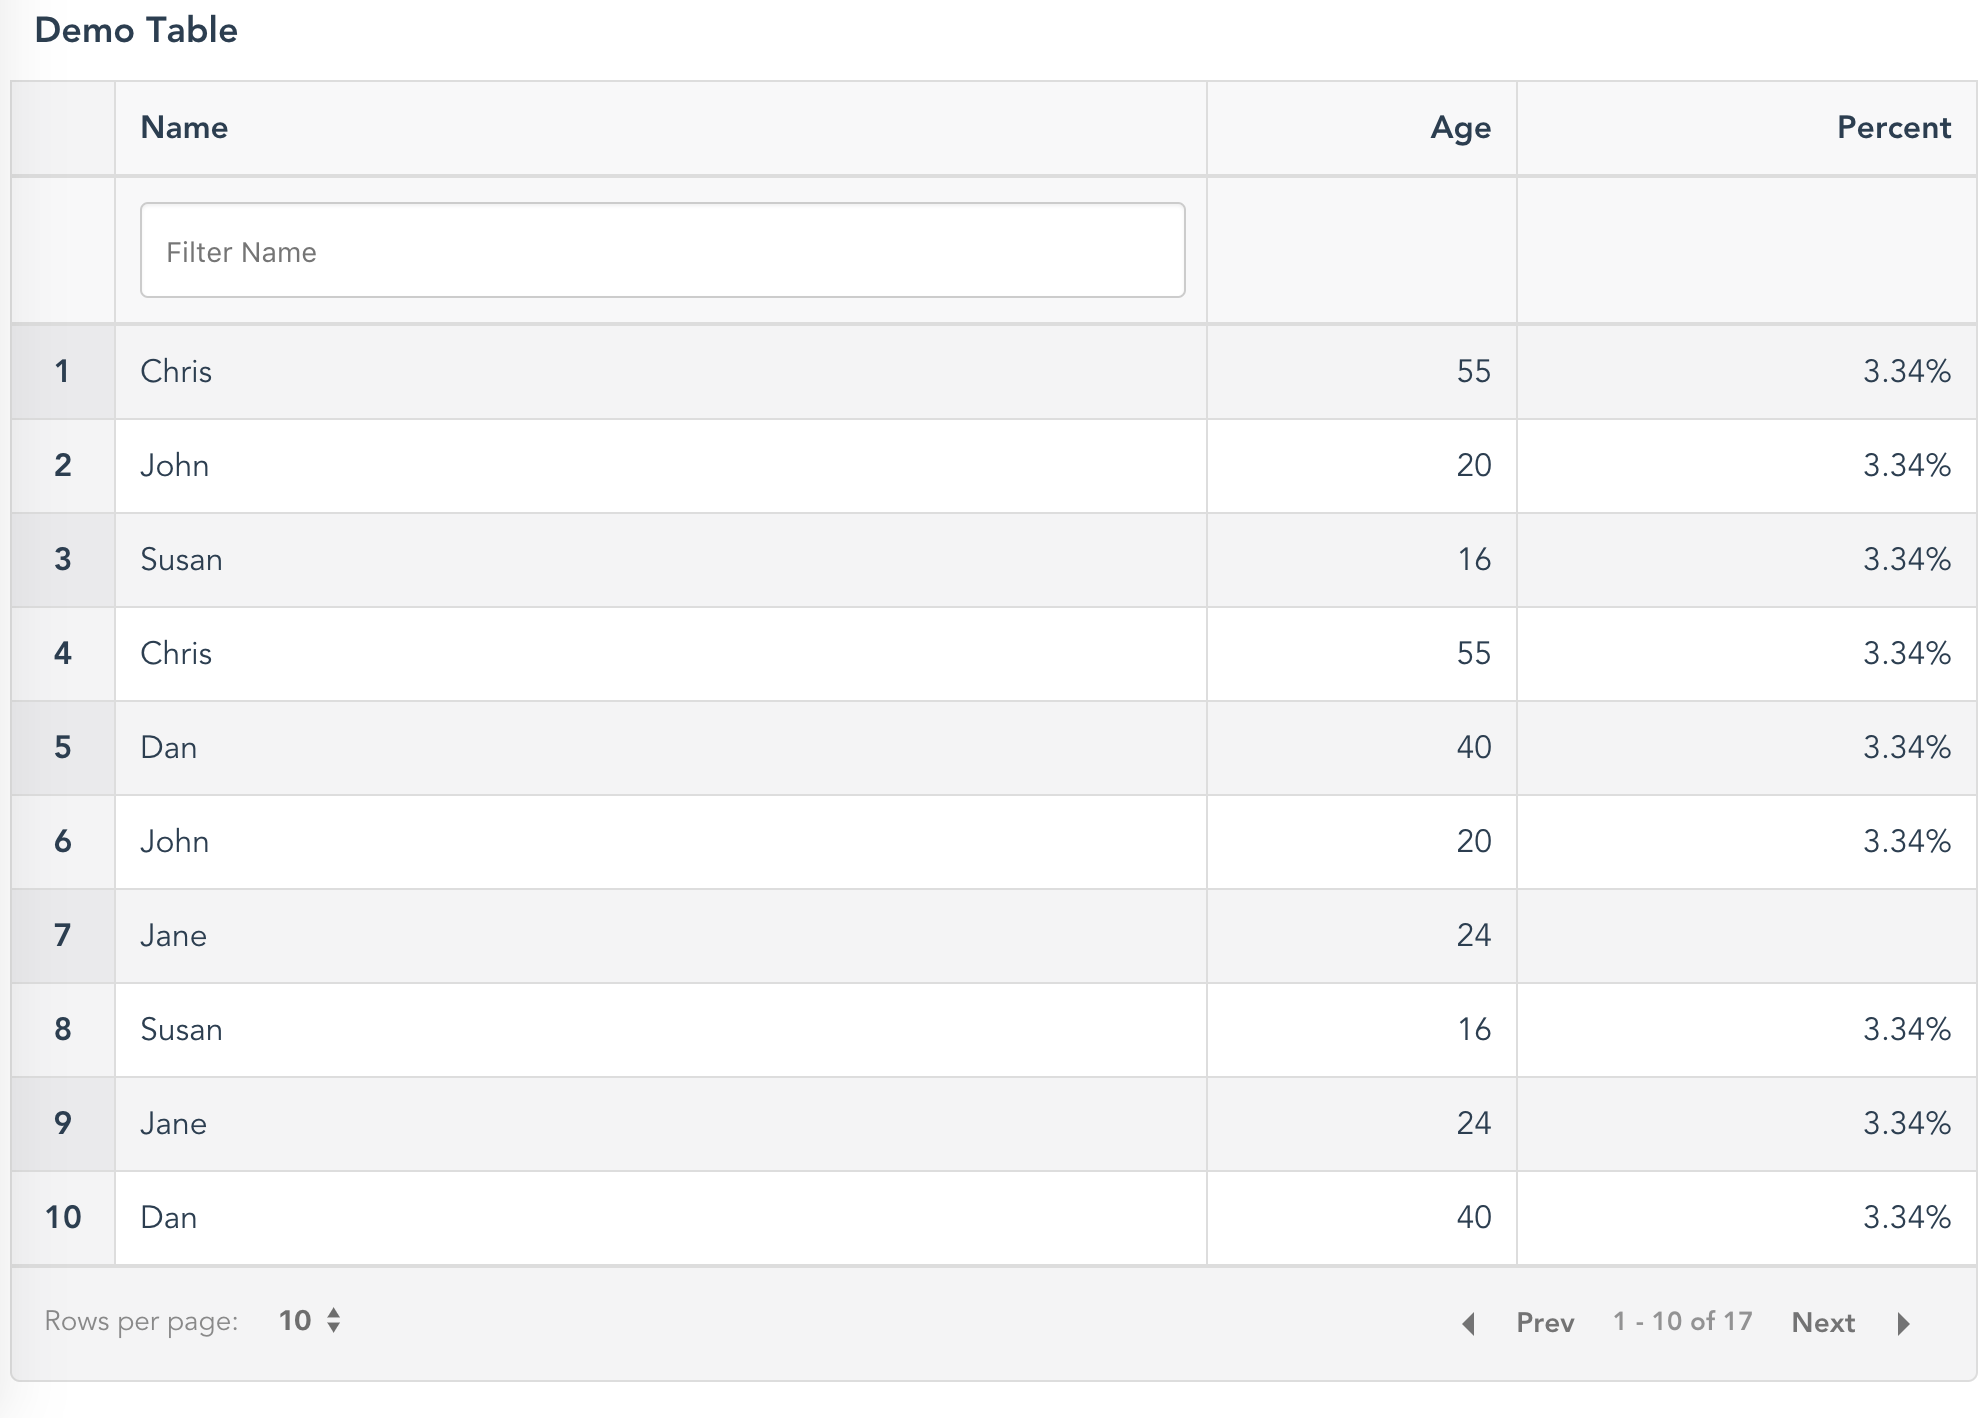 Demo Table
Name Age Percent
Filter Name
1 Chris 55 3.34%
2 John 20 3.34%
3 Susan 16 3.34%
4 Chris 55 3.34%
5 Dan 40 3.34%
6 John 20 3.34%
7 Jane 24
8 Susan 16 3.34%
9 Jane 24 3.34%
10 Dan 40 3.34%
Rows per page: 10 Prev 1 - 10 of 17 Next